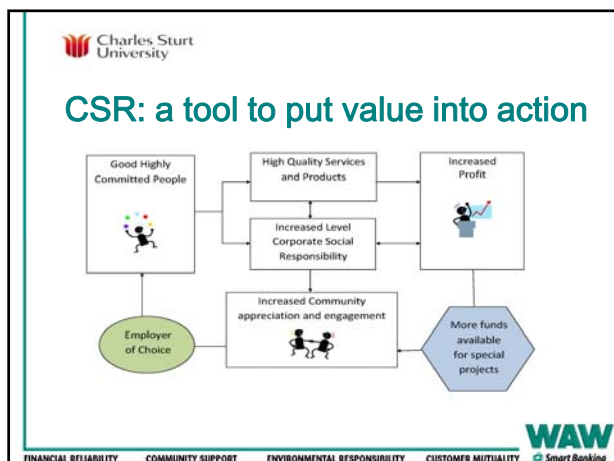 Charles Sturt
University
CSR: a tool to put value into action
Good Highly
Committed People
High Quality Services
and Products
Increased
Profit
Increased Level
Corporate Social
Responsibility
Increased Community
appreciation and engagement
Employer
of Choice
More funds
available
for special
projects
WAW
Smart Banking
FINANCIAL RELIABILITY COMMUNITY SUPPORT ENVIRONMENTAL RESPONSIBILITY CUSTOMER MUTUALITY